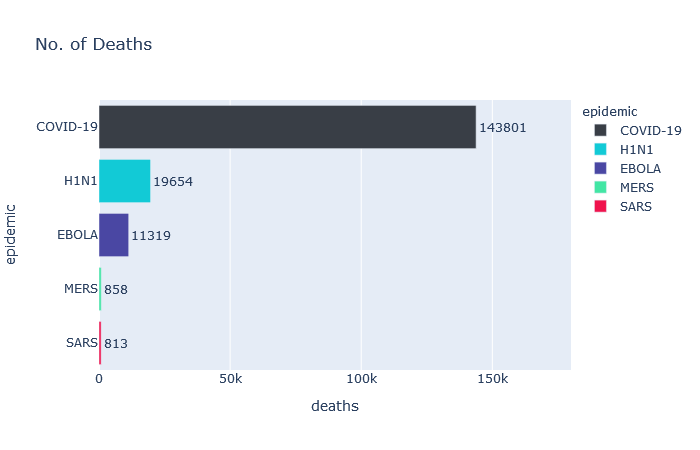 No. of Deaths
epidemic
COVID-19
143801
H1N1
19654
EBOLA
11319
MERS
858
SARS
813
0
50k
100k
150k
deaths
epidemic
COVID-19
H1N1
EBOLA
MERS
SARS